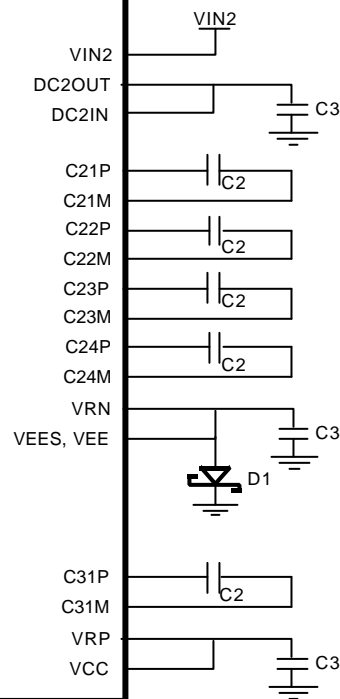 VIN2
VIN2
DC2OUT
C3
DC2IN
C21P
C2
C21M
C22P
C2
C22M
C23P
C2
C23M
C24P
C2
C24M
VRN
C3
VEES, VEE
D1
C31P
C2
C31M
VRP
C3
VCC